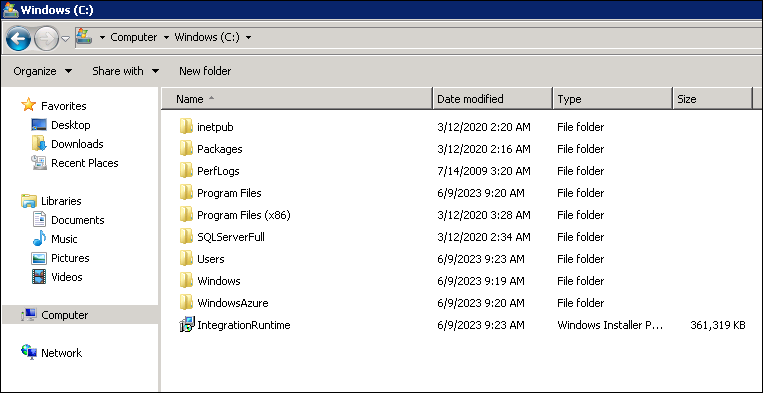 Windows (C:)
Computer Windows (C:)
Organize Share with New folder
Name Date modified Type Size
Favorites
Desktop
Downloads
Recent Places
Libraries
Documents
Music
Pictures
Videos
Computer
Network
inetpub 3/12/2020 2:20 AM File folder
Packages 3/12/2020 2:16 AM File folder
PerfLogs 7/14/2009 3:20 AM File folder
Program Files 6/9/2023 9:20 AM File folder
Program Files (x86) 3/12/2020 3:28 AM File folder
SQLServerFull 3/12/2020 2:34 AM File folder
Users 6/9/2023 9:23 AM File folder
Windows 6/9/2023 9:19 AM File folder
WindowsAzure 6/9/2023 9:20 AM File folder
IntegrationRuntime 6/9/2023 9:23 AM Windows Installer P... 361,319 KB